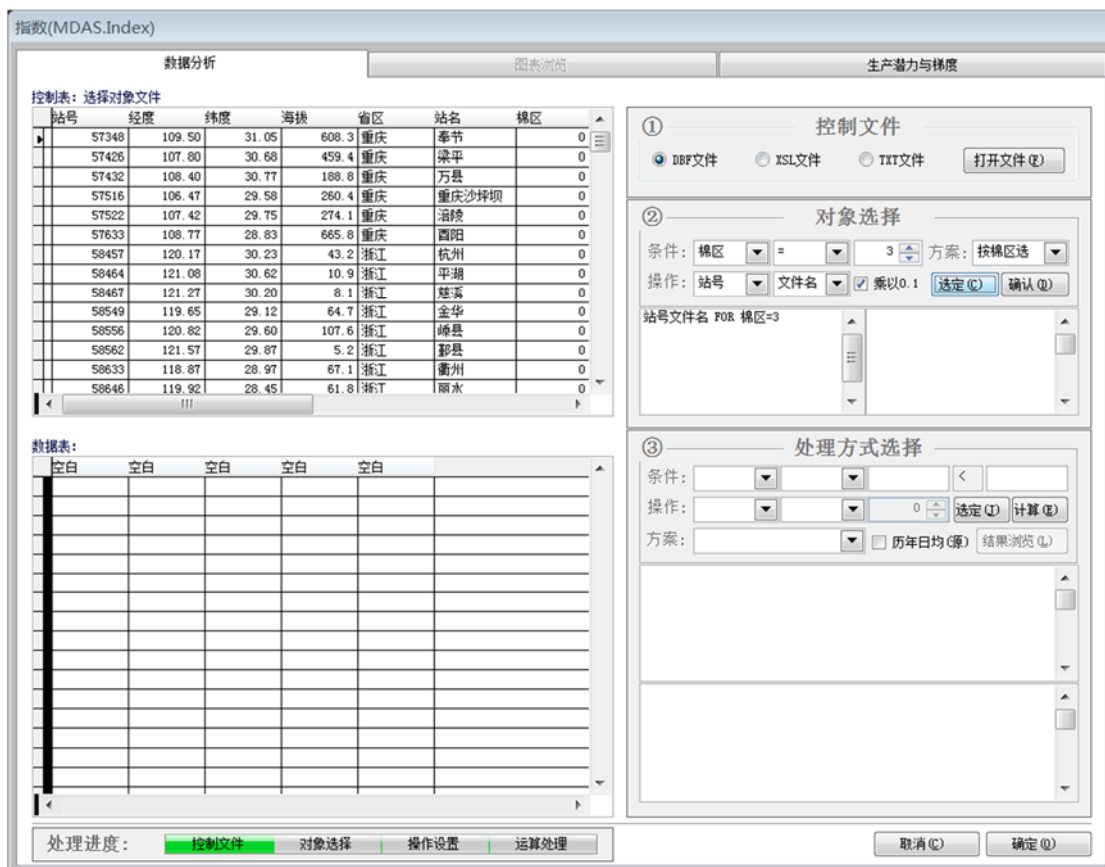 指数(MDAS.Index)
数据分析 图表浏览 生产潜力与梯度
控制表：选择对象文件
站号 经度 纬度 海拔 省区 站名 棉区
57348 109.50 31.05 608.3 重庆 奉节 0
57426 107.80 30.68 459.4 重庆 梁平 0
57432 108.40 30.77 188.8 重庆 万县 0
57516 106.47 29.58 260.4 重庆 重庆沙坪坝 0
57522 107.42 29.75 274.1 重庆 涪陵 0
57633 108.77 28.83 665.8 重庆 酉阳 0
58457 120.17 30.23 43.2 浙江 杭州 0
58464 121.08 30.62 10.9 浙江 平湖 0
58467 121.27 30.20 8.1 浙江 慈溪 0
58549 119.65 29.12 64.7 浙江 金华 0
58556 120.82 29.60 107.6 浙江 嵊县 0
58562 121.57 29.87 5.2 浙江 鄞县 0
58633 118.87 28.97 67.1 浙江 衢州 0
58646 119.92 28.45 61.8 浙江 丽水 0
数据表：
空白 空白 空白 空白 空白
处理进度： 控制文件 对象选择 操作设置 运算处理
① 控制文件
DBF文件 XSL文件 TXT文件 打开文件(F)
② 对象选择
条件： 棉区 = 3 方案： 按棉区选
操作： 站号 文件名 乘以0.1 选定(C) 确认(D)
站号文件名 FOR 棉区=3
③ 处理方式选择
条件： <
操作： 0 选定(T) 计算(E)
方案： 历年日均(源) 结果浏览(L)
取消(C) 确定(O)